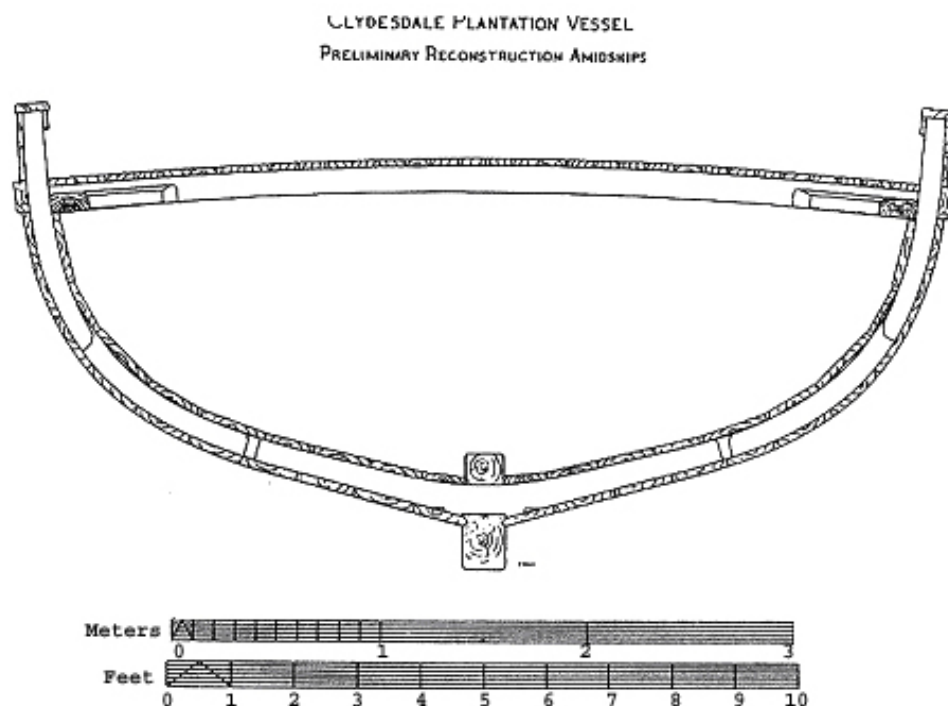 CLYDESDALE PLANTATION VESSEL
PRELIMINARY RECONSTRUCTION AMIDSHIPS
Meters
0 1 2 3
Feet
0 1 2 3 4 5 6 7 8 9 10